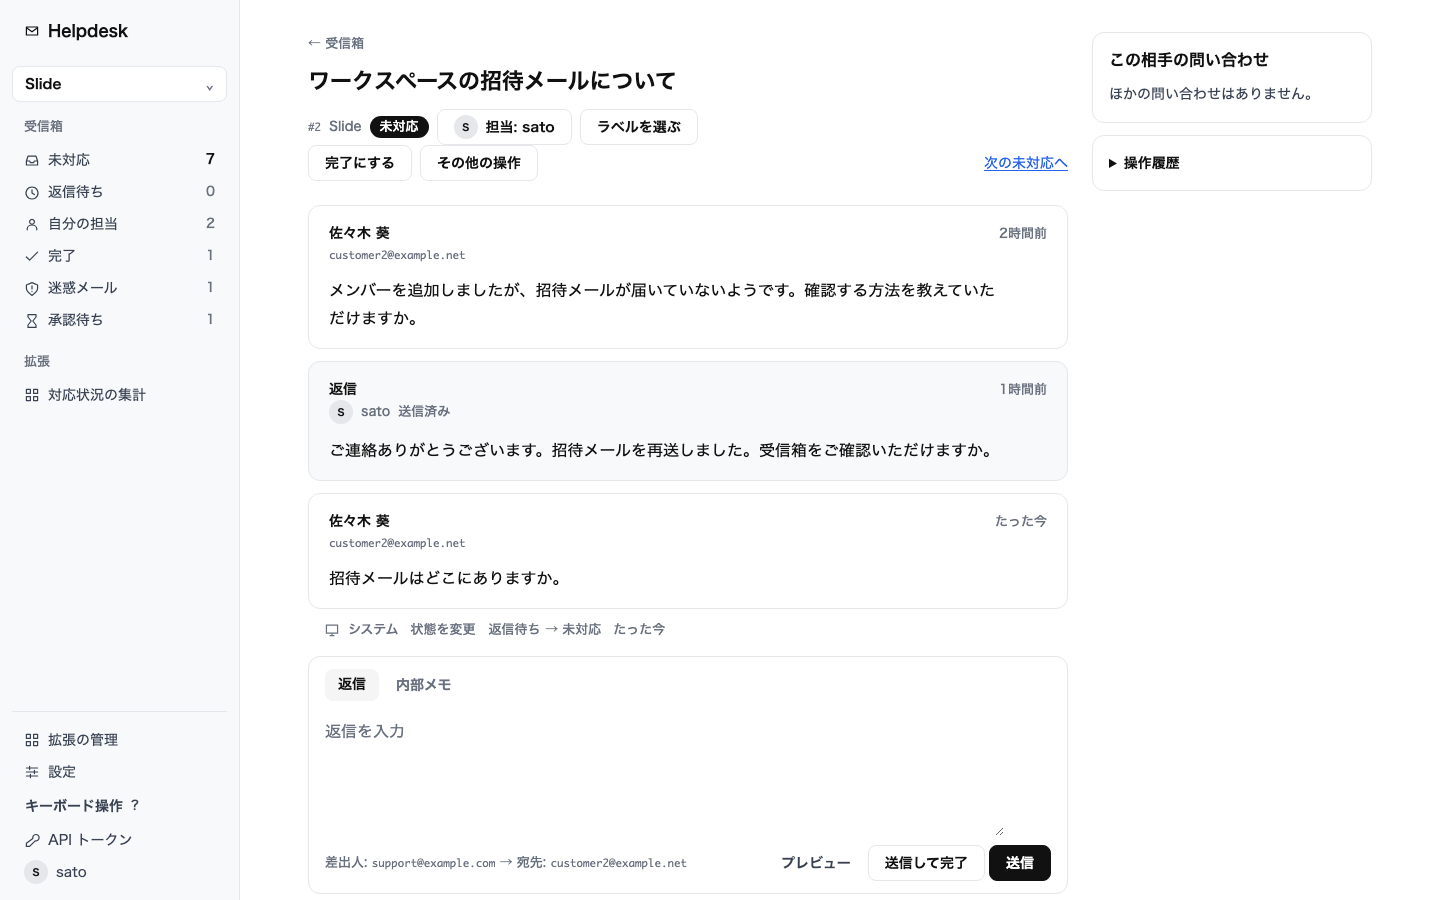 Helpdesk
Slide
受信箱
未対応 7
返信待ち 0
自分の担当 2
完了 1
迷惑メール 1
承認待ち 1
拡張
対応状況の集計
拡張の管理
設定
キーボード操作 ?
API トークン
S sato
← 受信箱
ワークスペースの招待メールについて
#2 Slide 未対応 S 担当: sato ラベルを選ぶ
完了にする その他の操作 次の未対応へ
佐々木 葵 2時間前
customer2@example.net
メンバーを追加しましたが、招待メールが届いていないようです。確認する方法を教えていた
だけますか。
返信 1時間前
S sato 送信済み
ご連絡ありがとうございます。招待メールを再送しました。受信箱をご確認いただけますか。
佐々木 葵 たった今
customer2@example.net
招待メールはどこにありますか。
システム 状態を変更 返信待ち → 未対応 たった今
返信 内部メモ
返信を入力
差出人: support@example.com → 宛先: customer2@example.net プレビュー 送信して完了 送信
この相手の問い合わせ
ほかの問い合わせはありません。
▶ 操作履歴